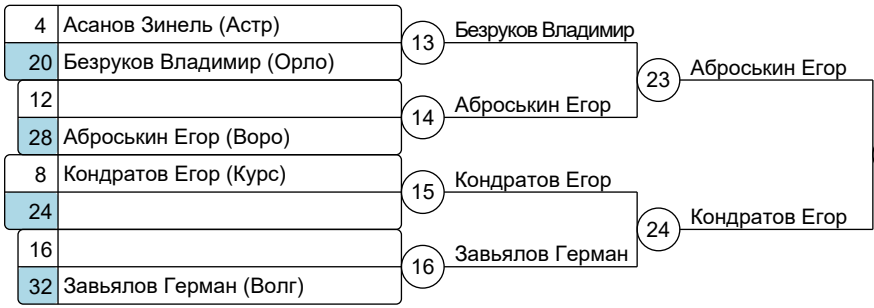 4 Асанов Зинель (Астр)
20 Безруков Владимир (Орло)
13 Безруков Владимир
12
28 Аброськин Егор (Воро)
14 Аброськин Егор
23 Аброськин Егор
8 Кондратов Егор (Курс)
24
15 Кондратов Егор
16
32 Завьялов Герман (Волг)
16 Завьялов Герман
24 Кондратов Егор